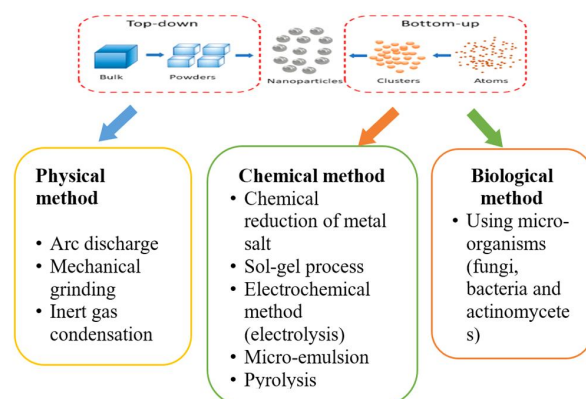 Top-down
Bottom-up
Bulk
Powders
Nanoparticles
Clusters
Atoms
Physical
method
• Arc discharge
• Mechanical
grinding
• Inert gas
condensation
Chemical method
• Chemical
reduction of metal
salt
• Sol-gel process
• Electrochemical
method
(electrolysis)
• Micro-emulsion
• Pyrolysis
Biological
method
• Using micro-
organisms
(fungi,
bacteria and
actinomycete
s)